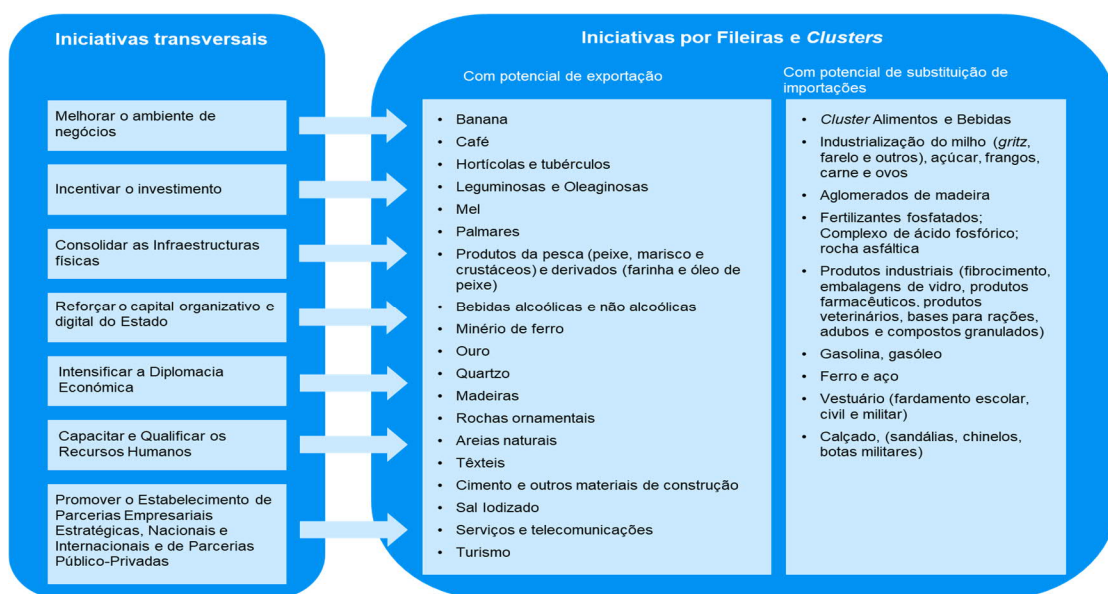 Iniciativas transversais
Melhorar o ambiente de
negócios
Incentivar o investimento
Consolidar as Infraestructuras
físicas
Reforçar o capital organizativo e
digital do Estado
Intensificar a Diplomacia
Económica
Capacitar e Qualificar os
Recursos Humanos
Promover o Estabelecimento de
Parcerias Empresariais
Estratégicas, Nacionais e
Internacionais e de Parcerias
Público-Privadas
Iniciativas por Fileiras e Clusters
Com potencial de exportação
• Banana
• Café
• Hortícolas e tubérculos
• Leguminosas e Oleaginosas
• Mel
• Palmares
• Produtos da pesca (peixe, marisco e
crustáceos) e derivados (farinha e óleo de
peixe)
• Bebidas alcoólicas e não alcoólicas
• Minério de ferro
• Ouro
• Quartzo
• Madeiras
• Rochas ornamentais
• Areias naturais
• Têxteis
• Cimento e outros materiais de construção
• Sal Iodizado
• Serviços e telecomunicações
• Turismo
Com potencial de substituição de
importações
• Cluster Alimentos e Bebidas
• Industrialização do milho (gritz,
farelo e outros), açúcar, frangos,
carne e ovos
• Aglomerados de madeira
• Fertilizantes fosfatados;
Complexo de ácido fosfórico;
rocha asfáltica
• Produtos industriais (fibrocimento,
embalagens de vidro, produtos
farmacêuticos, produtos
veterinários, bases para rações,
adubos e compostos granulados)
• Gasolina, gasóleo
• Ferro e aço
• Vestuário (fardamento escolar,
civil e militar)
• Calçado, (sandálias, chinelos,
botas militares)